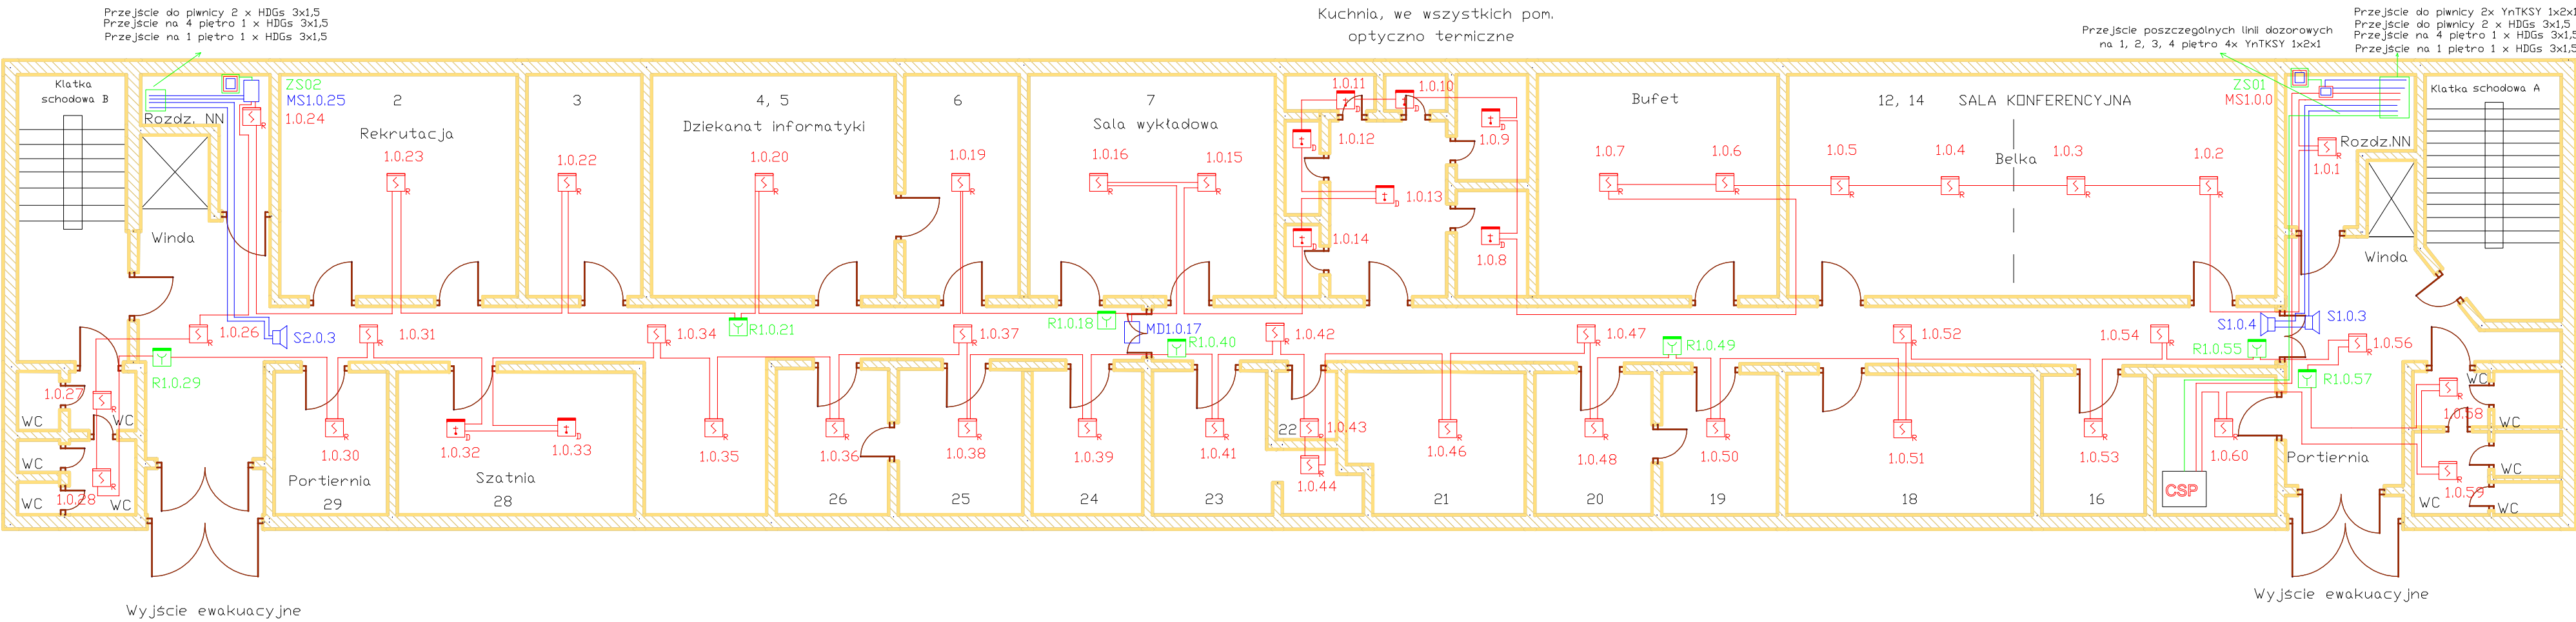 Przejście do piwnicy 2 x HDGs 3x1,5
Przejście na 4 piętro 1 x HDGs 3x1,5
Przejście na 1 piętro 1 x HDGs 3x1,5
Kuchnia, we wszystkich pom.
optyczno termiczne
Przejście poszczególnych linii dozorowych
na 1, 2, 3, 4 piętro 4x YnTKSY 1x2x1
Przejście do piwnicy 2x YnTKSY 1x2x1
Przejście do piwnicy 2 x HDGs 3x1,5
Przejście na 4 piętro 1 x HDGs 3x1,5
Przejście na 1 piętro 1 x HDGs 3x1,5
Klatka
schodowa B
ZS02
MS1.0.25
Rozdz. NN
R
1.0.24
Winda
2
Rekrutacja
1.0.23
R
3
1.0.22
R
4, 5
Dziekanat informatyki
1.0.20
R
6
1.0.19
R
7
Sala wykładowa
1.0.16
R
1.0.15
R
1.0.11
D
1.0.10
D
1.0.12
D
1.0.9
D
1.0.13
D
1.0.14
D
1.0.8
D
Bufet
1.0.7
R
1.0.6
R
12, 14
SALA KONFERENCYJNA
Belka
1.0.5
R
1.0.4
R
1.0.3
R
1.0.2
R
ZS01
MS1.0.0
Rozdz.NN
R
1.0.1
Winda
Klatka schodowa A
1.0.26
R
S2.0.3
R1.0.29
1.0.31
R
1.0.34
R
R1.0.21
1.0.37
R
R1.0.18
MD1.0.17
R1.0.40
1.0.42
R
1.0.47
R
R1.0.49
1.0.52
R
1.0.54
R
R1.0.55
S1.0.4
S1.0.3
1.0.56
R
R1.0.57
1.0.27
R
WC
WC
WC
1.0.28
R
WC
WC
1.0.30
R
Portiernia
29
1.0.32
D
1.0.33
D
Szatnia
28
1.0.35
R
1.0.36
R
26
1.0.38
R
25
1.0.39
R
24
1.0.41
R
23
22
1.0.43
R
1.0.44
R
1.0.46
R
21
1.0.48
R
20
1.0.50
R
19
1.0.51
R
18
1.0.53
R
16
CSP
1.0.60
R
Portiernia
WC
1.0.58
R
WC
WC
1.0.59
R
WC
WC
Wyjście ewakuacyjne
Wyjście ewakuacyjne